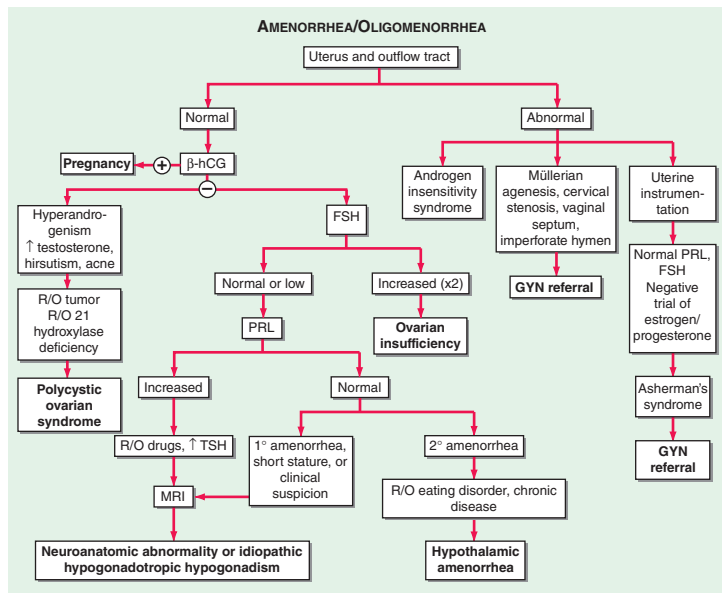 AMENORRHEA/OLIGOMENORRHEA
Uterus and outflow tract
Normal
Abnormal
Pregnancy
+
β-hCG
−
Androgen
insensitivity
syndrome
Müllerian
agenesis, cervical
stenosis, vaginal
septum,
imperforate hymen
Uterine
instrumen-
tation
Hyperandro-
genism
↑ testosterone,
hirsutism, acne
FSH
GYN referral
Normal PRL,
FSH
Negative
trial of
estrogen/
progesterone
Normal or low
Increased (x2)
R/O tumor
R/O 21
hydroxylase
deficiency
PRL
Ovarian
insufficiency
Polycystic
ovarian
syndrome
Increased
Normal
Asherman's
syndrome
R/O drugs, ↑ TSH
1° amenorrhea,
short stature, or
clinical
suspicion
2° amenorrhea
GYN
referral
MRI
R/O eating disorder, chronic
disease
Neuroanatomic abnormality or idiopathic
hypogonadotropic hypogonadism
Hypothalamic
amenorrhea